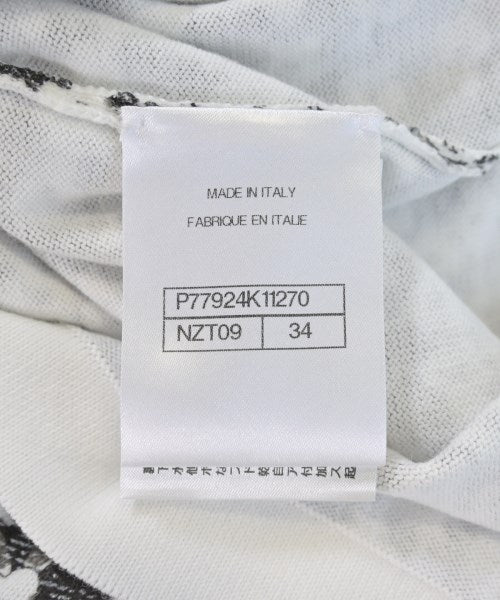 MADE IN ITALY
FABRIQUE EN ITALIE
P77924K11270
NZT09 34